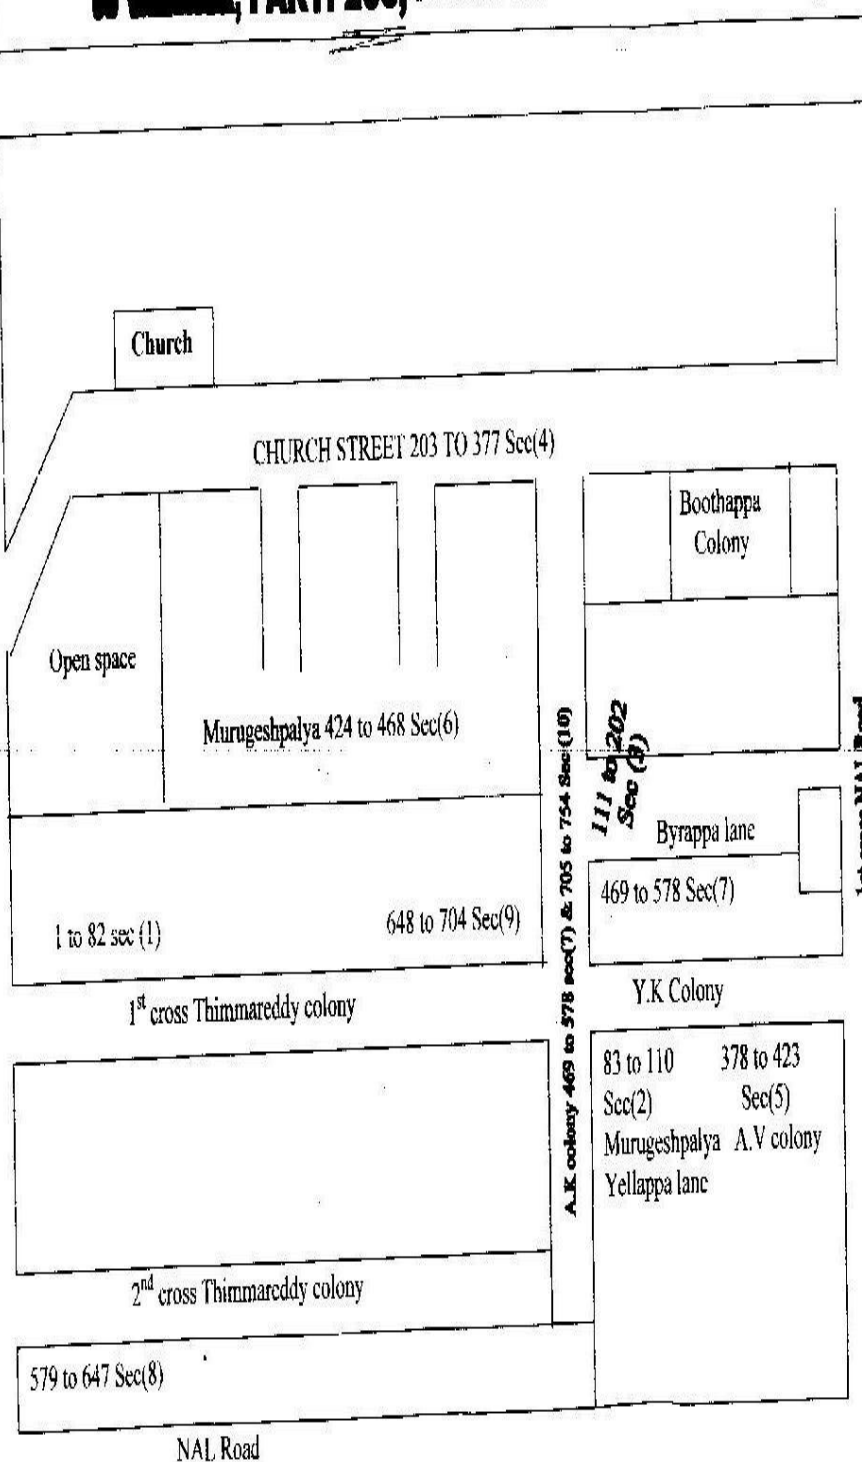 PART: 206,
Church
CHURCH STREET 203 TO 377 Sec(4)
Boothappa
Colony
Open space
Murugeshpalya 424 to 468 Sec(6)
111 to 202
Sec (3)
A.K colony 469 to 578 sec(7) & 705 to 754 Sec (10)
Byrappa lane
469 to 578 Sec(7)
1 to 82 sec (1)
648 to 704 Sec(9)
1st cross Thimmareddy colony
Y.K Colony
83 to 110
Sec(2)
Murugeshpalya
Yellappa lane
378 to 423
Sec(5)
A.V colony
2nd cross Thimmareddy colony
579 to 647 Sec(8)
NAL Road